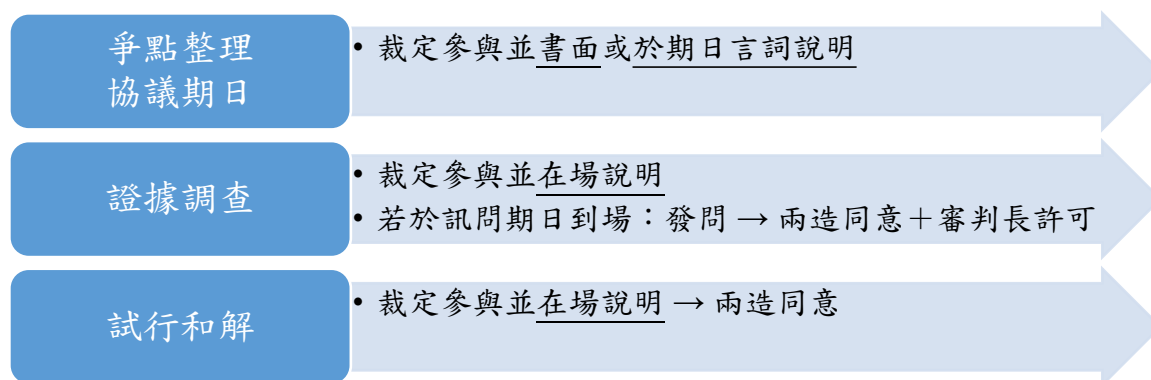 爭點整理
協議期日
• 裁定參與並書面或於期日言詞說明
證據調查
• 裁定參與並在場說明
• 若於訊問期日到場：發問 → 兩造同意＋審判長許可
試行和解
• 裁定參與並在場說明 → 兩造同意